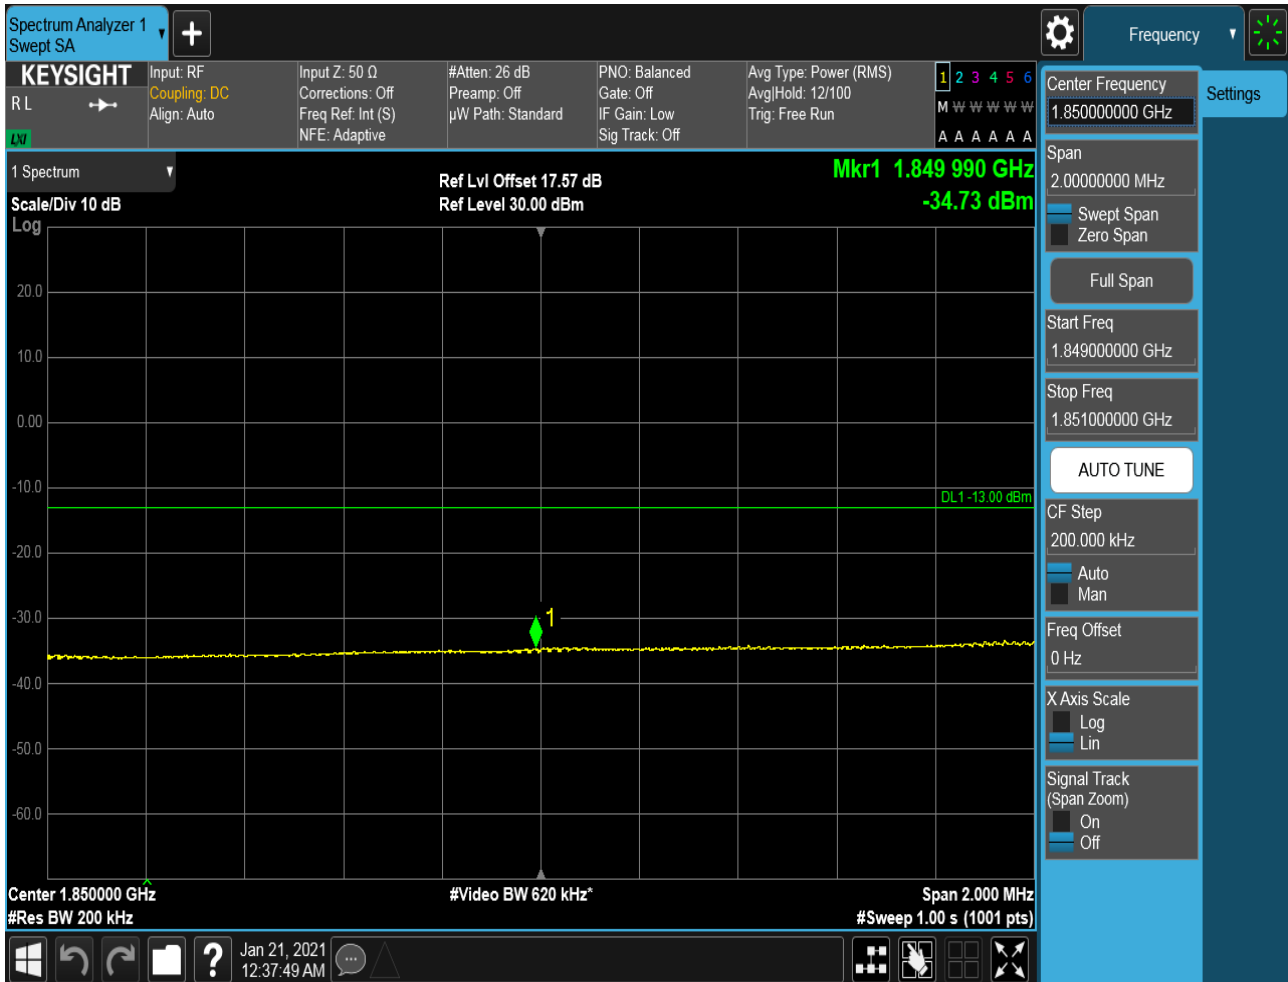 Spectrum Analyzer 1
Swept SA
+
Frequency
KEYSIGHT
R L
LXI
Input: RF
Coupling: DC
Align: Auto
Input Z: 50 Ω
Corrections: Off
Freq Ref: Int (S)
NFE: Adaptive
#Atten: 26 dB
Preamp: Off
µW Path: Standard
PNO: Balanced
Gate: Off
IF Gain: Low
Sig Track: Off
Avg Type: Power (RMS)
Avg|Hold: 12/100
Trig: Free Run
1 2 3 4 5 6
M W W W W W
A A A A A A
1 Spectrum
Scale/Div 10 dB
Log
Ref Lvl Offset 17.57 dB
Ref Level 30.00 dBm
Mkr1 1.849 990 GHz
-34.73 dBm
20.0
10.0
0.00
-10.0
-20.0
-30.0
-40.0
-50.0
-60.0
DL1 -13.00 dBm
1
Center 1.850000 GHz
#Res BW 200 kHz
#Video BW 620 kHz*
Span 2.000 MHz
#Sweep 1.00 s (1001 pts)
?
Jan 21, 2021
12:37:49 AM
Center Frequency
1.850000000 GHz
Settings
Span
2.00000000 MHz
Swept Span
Zero Span
Full Span
Start Freq
1.849000000 GHz
Stop Freq
1.851000000 GHz
AUTO TUNE
CF Step
200.000 kHz
Auto
Man
Freq Offset
0 Hz
X Axis Scale
Log
Lin
Signal Track
(Span Zoom)
On
Off